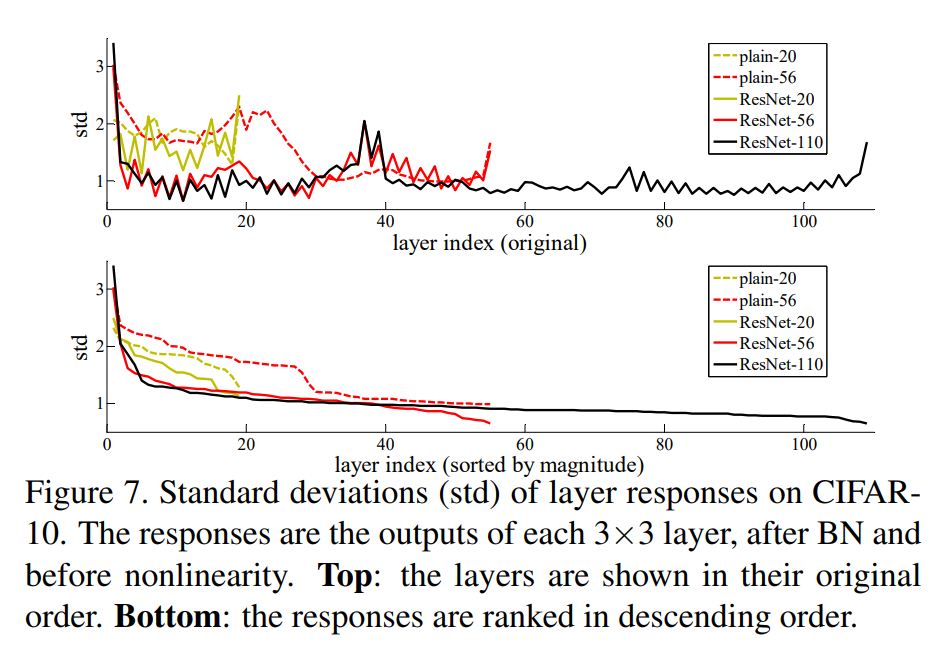 3
2
1
std
plain-20
plain-56
ResNet-20
ResNet-56
ResNet-110
0 20 40 60 80 100
layer index (original)
3
2
1
std
plain-20
plain-56
ResNet-20
ResNet-56
ResNet-110
0 20 40 60 80 100
layer index (sorted by magnitude)
Figure 7. Standard deviations (std) of layer responses on CIFAR-
10. The responses are the outputs of each 3×3 layer, after BN and
before nonlinearity. Top: the layers are shown in their original
order. Bottom: the responses are ranked in descending order.